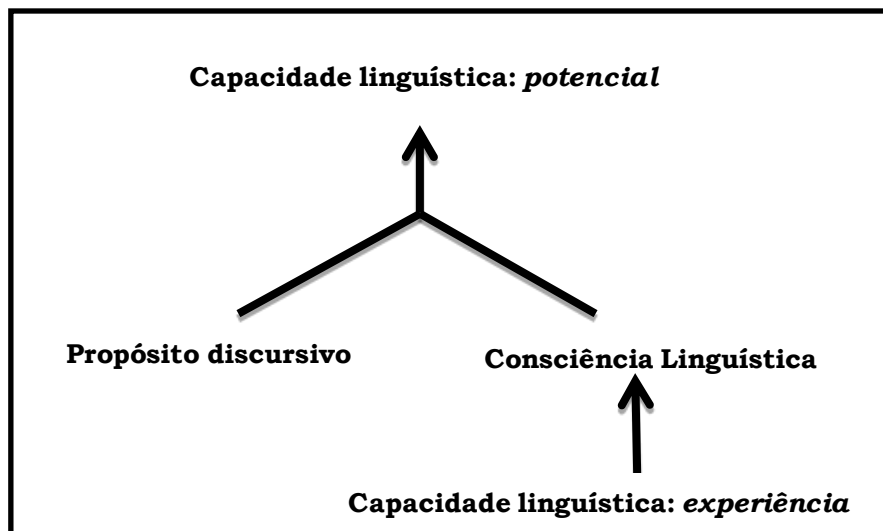 Capacidade linguística: potencial
Propósito discursivo
Consciência Linguística
Capacidade linguística: experiência